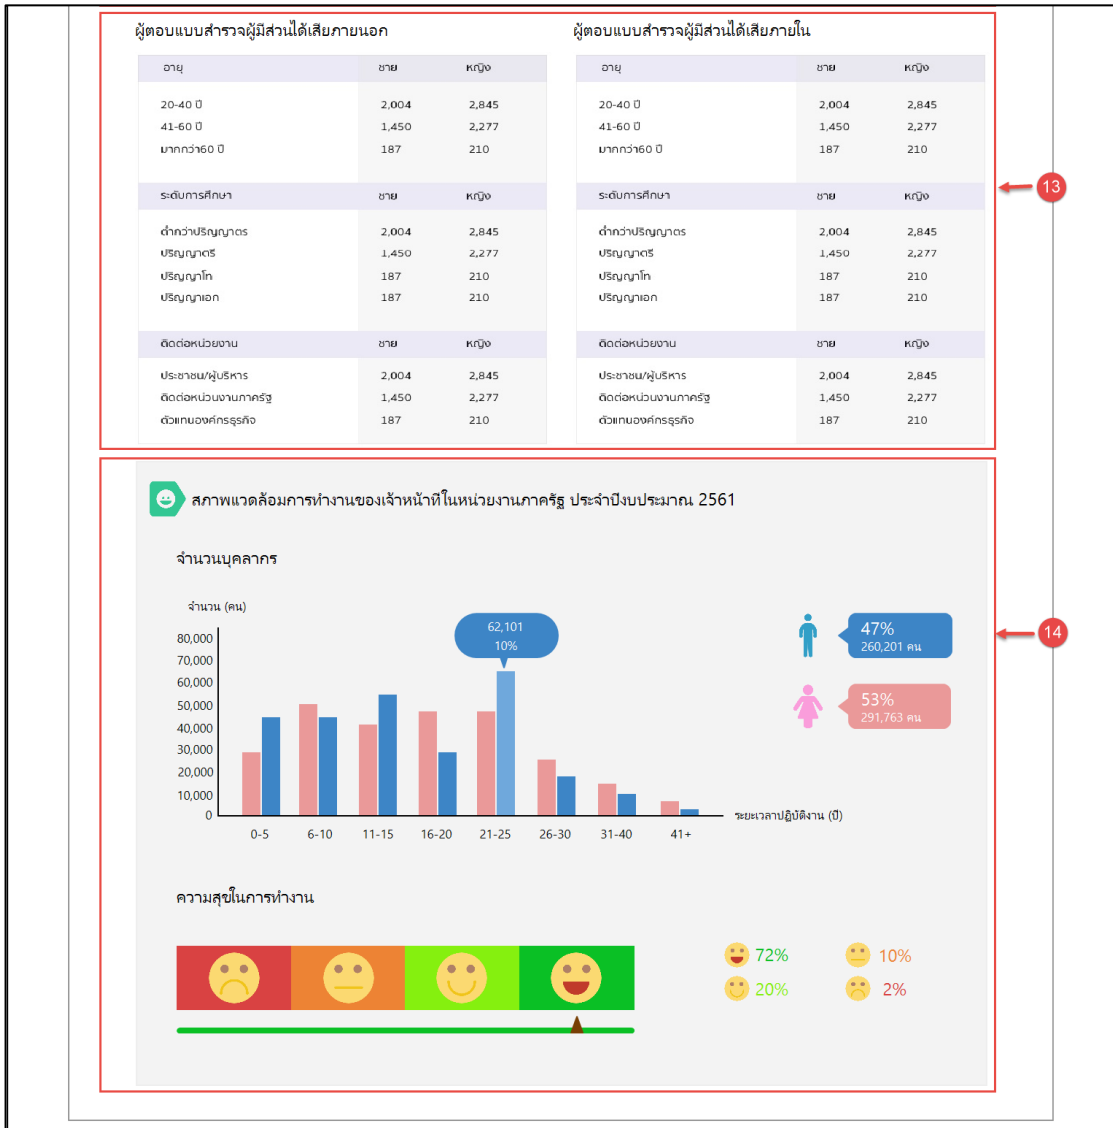 ผู้ตอบแบบสำรวจผู้มีส่วนได้เสียภายนอก
อายุ ชาย หญิง
20-40 ปี 2,004 2,845
41-60 ปี 1,450 2,277
มากกว่า60 ปี 187 210
ระดับการศึกษา ชาย หญิง
ต่ำกว่าปริญญาตร 2,004 2,845
ปริญญาตรี 1,450 2,277
ปริญญาโท 187 210
ปริญญาเอก 187 210
ติดต่อหน่วยงาน ชาย หญิง
ประชาชน/ผู้บริหาร 2,004 2,845
ติดต่อหน่วนงานภาครัฐ 1,450 2,277
ตัวแทนองค์กรธุรกิจ 187 210
ผู้ตอบแบบสำรวจผู้มีส่วนได้เสียภายใน
อายุ ชาย หญิง
20-40 ปี 2,004 2,845
41-60 ปี 1,450 2,277
มากกว่า60 ปี 187 210
ระดับการศึกษา ชาย หญิง
ต่ำกว่าปริญญาตร 2,004 2,845
ปริญญาตรี 1,450 2,277
ปริญญาโท 187 210
ปริญญาเอก 187 210
ติดต่อหน่วยงาน ชาย หญิง
ประชาชน/ผู้บริหาร 2,004 2,845
ติดต่อหน่วนงานภาครัฐ 1,450 2,277
ตัวแทนองค์กรธุรกิจ 187 210
13
สภาพแวดล้อมการทำงานของเจ้าหน้าที่ในหน่วยงานภาครัฐ ประจำปีงบประมาณ 2561
จำนวนบุคลากร
จำนวน (คน)
80,000
70,000
60,000
50,000
40,000
30,000
20,000
10,000
0
62,101
10%
0-5 6-10 11-15 16-20 21-25 26-30 31-40 41+
ระยะเวลาปฏิบัติงาน (ปี)
47%
260,201 คน
53%
291,763 คน
14
ความสุขในการทำงาน
72% 10%
20% 2%